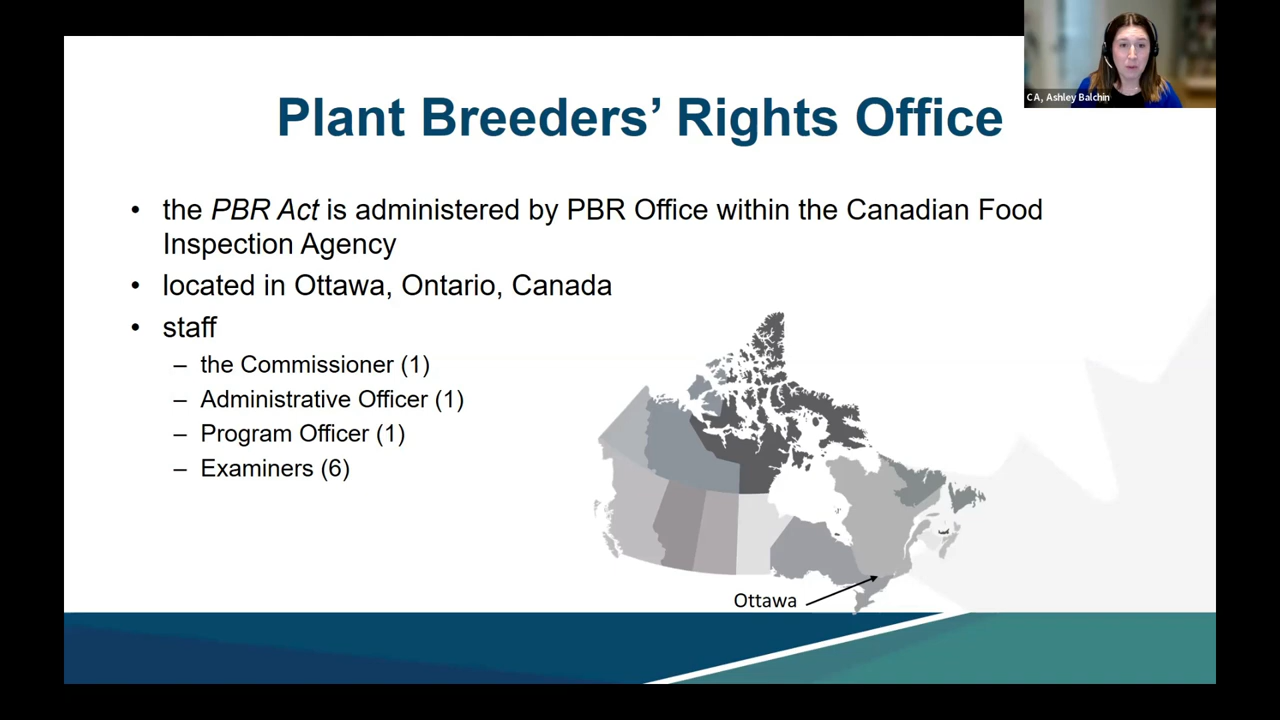 CA, Ashley Balchin
Plant Breeders’ Rights Office
• the PBR Act is administered by PBR Office within the Canadian Food
Inspection Agency
• located in Ottawa, Ontario, Canada
• staff
– the Commissioner (1)
– Administrative Officer (1)
– Program Officer (1)
– Examiners (6)
Ottawa